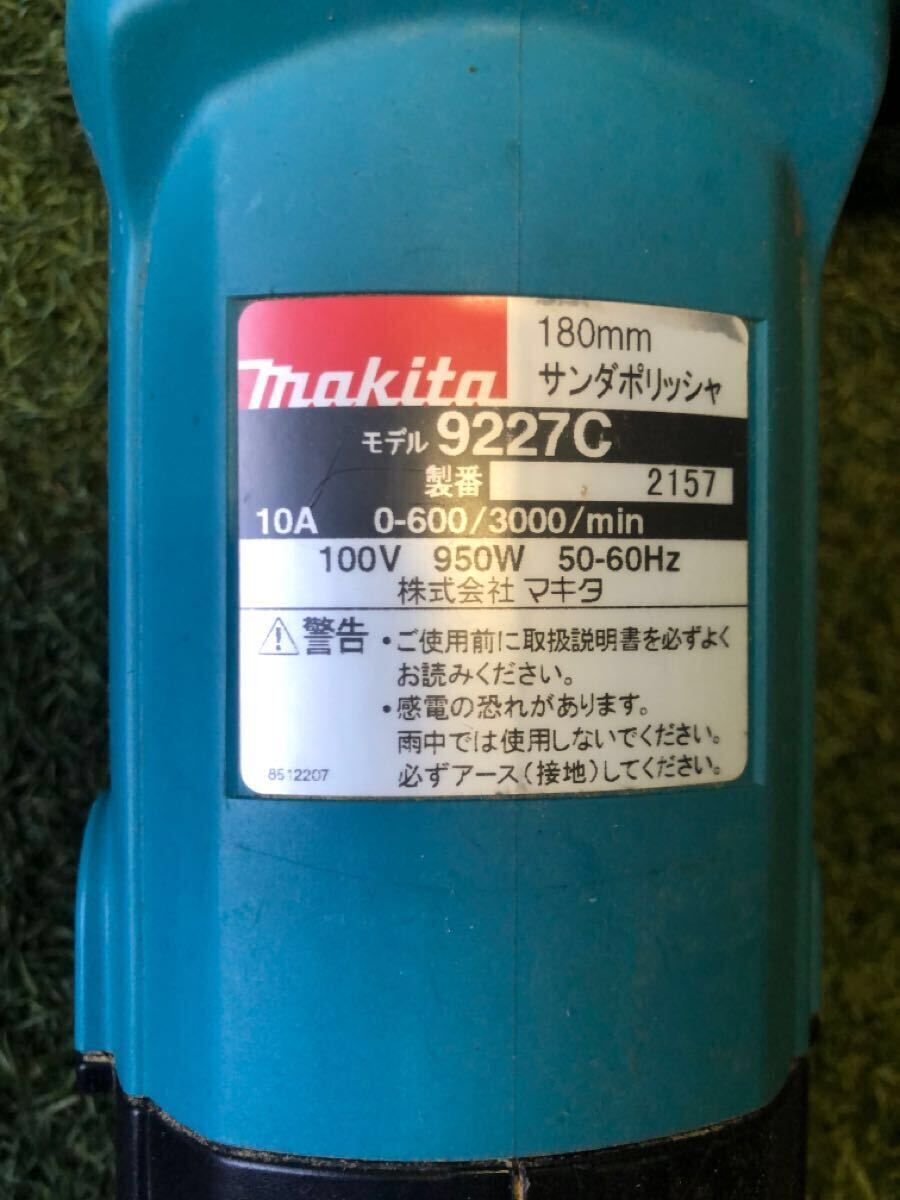 makita
180mm
サンダポリッシャ
モデル 9227C
製番 2157
10A 0-600/3000/min
100V 950W 50-60Hz
株式会社 マキタ
警告 ・ご使用前に取扱説明書を必ずよく
お読みください。
・感電の恐れがあります。
雨中では使用しないでください。
必ずアース(接地)してください。
8512207